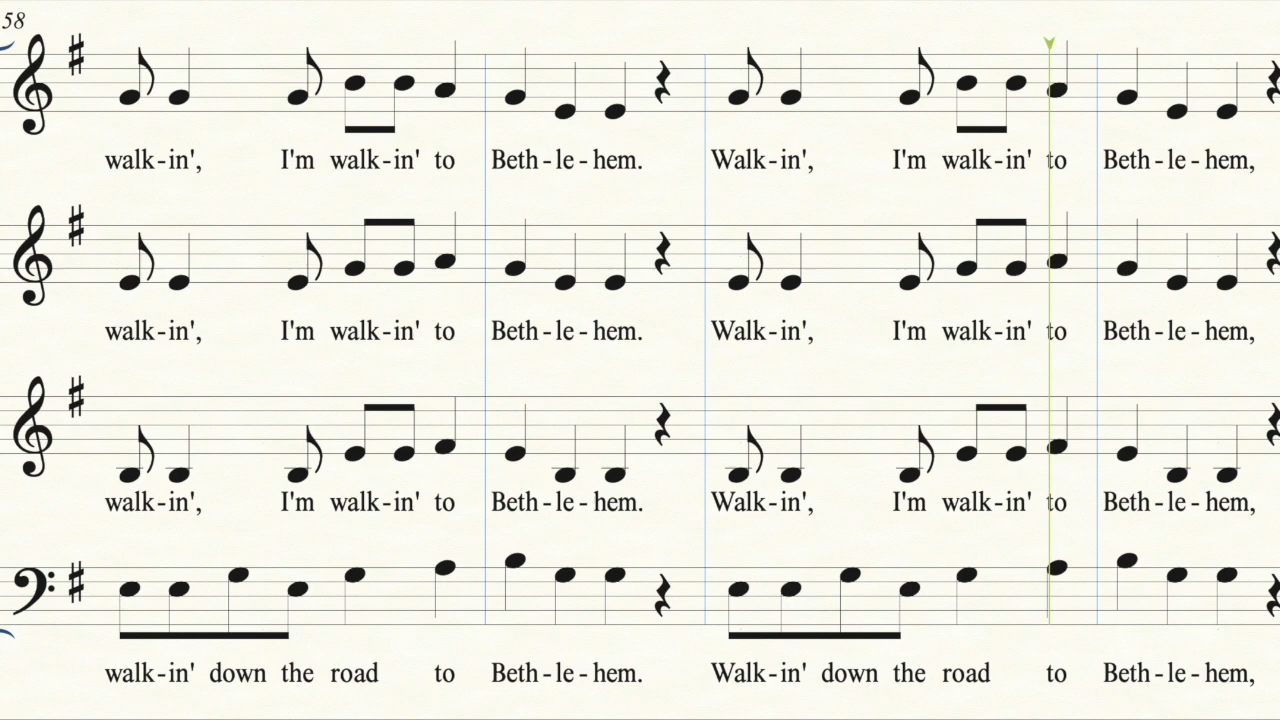 58
walk-in', I'm walk-in' to Beth-le-hem. Walk-in', I'm walk-in' to Beth-le-hem,
walk-in', I'm walk-in' to Beth-le-hem. Walk-in', I'm walk-in' to Beth-le-hem,
walk-in', I'm walk-in' to Beth-le-hem. Walk-in', I'm walk-in' to Beth-le-hem,
walk-in' down the road to Beth-le-hem. Walk-in' down the road to Beth-le-hem,